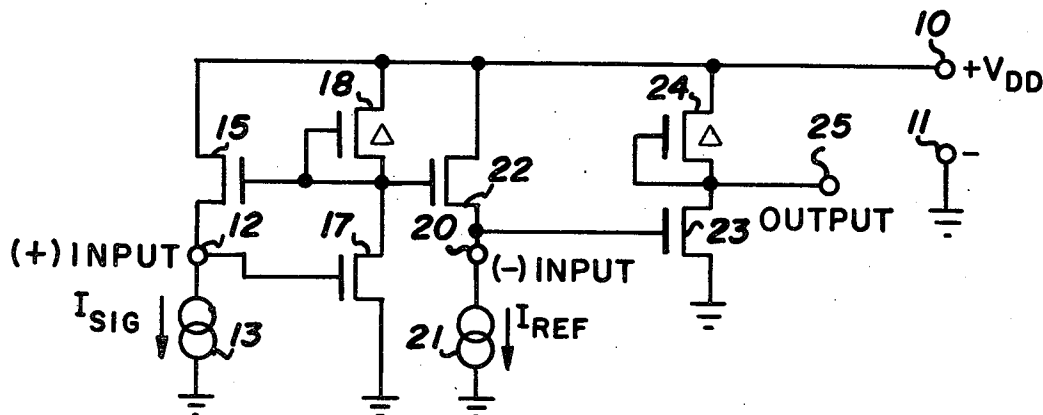 10
+VDD
18
24
15
25
11
-
22
12
17
20
OUTPUT
23
(+) INPUT
(-) INPUT
ISIG
13
21
IREF